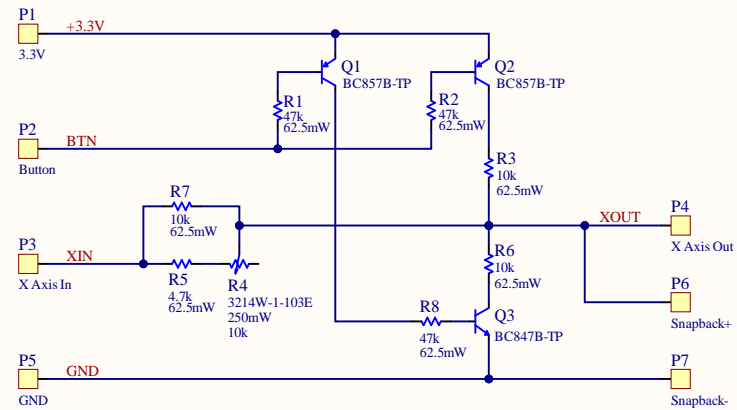 P1
+3.3V
3.3V
Q1
BC857B-TP
Q2
BC857B-TP
R1
47k
62.5mW
R2
47k
62.5mW
P2
BTN
Button
R3
10k
62.5mW
R7
10k
62.5mW
P4
XOUT
X Axis Out
P3
XIN
X Axis In
R5
4.7k
62.5mW
R4
3214W-1-103E
250mW
10k
R6
10k
62.5mW
P6
Snapback+
R8
47k
62.5mW
Q3
BC847B-TP
P5
GND
GND
P7
Snapback-